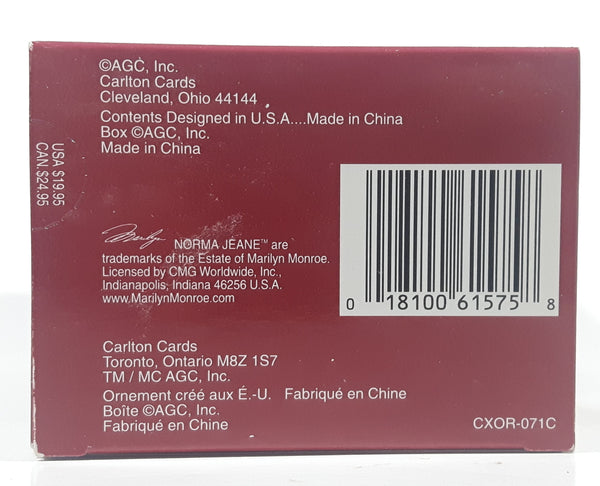 ©AGC, Inc.
Carlton Cards
Cleveland, Ohio 44144
Contents Designed in U.S.A....Made in China
Box ©AGC, Inc.
Made in China
USA $19.95
CAN. $24.95
Marilyn NORMA JEANE™ are
trademarks of the Estate of Marilyn Monroe.
Licensed by CMG Worldwide, Inc.,
Indianapolis, Indiana 46256 U.S.A.
www.MarilynMonroe.com
0 18100 61575 8
Carlton Cards
Toronto, Ontario M8Z 1S7
TM / MC AGC, Inc.
Ornement créé aux É.-U. Fabriqué en Chine
Boîte ©AGC, Inc.
Fabriqué en Chine
CXOR-071C